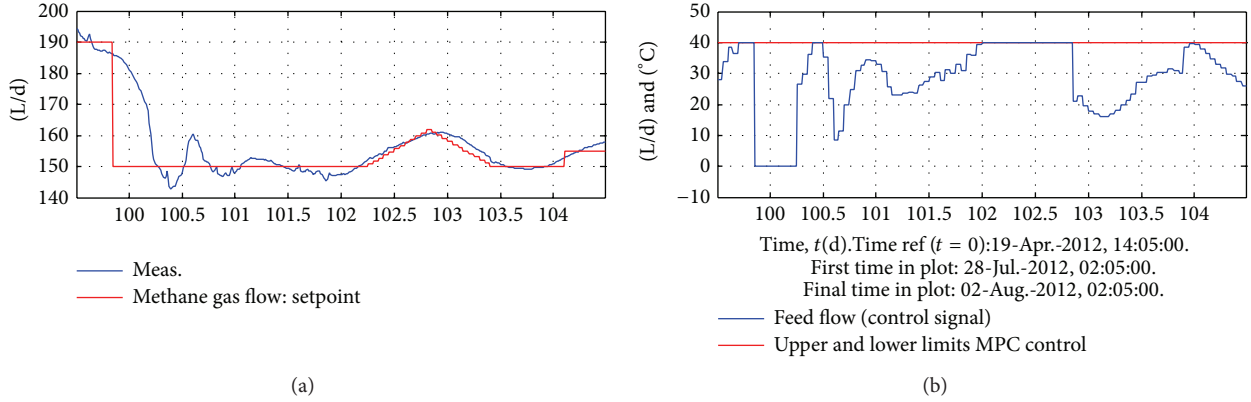 (L/d)
200
190
180
170
160
150
140
100
100.5
101
101.5
102
102.5
103
103.5
104
Meas.
Methane gas flow: setpoint
(a)
(L/d) and (°C)
50
40
30
20
10
0
−10
100
100.5
101
101.5
102
102.5
103
103.5
104
Time, t(d).Time ref (t = 0):19-Apr.-2012, 14:05:00.
First time in plot: 28-Jul.-2012, 02:05:00.
Final time in plot: 02-Aug.-2012, 02:05:00.
Feed flow (control signal)
Upper and lower limits MPC control
(b)